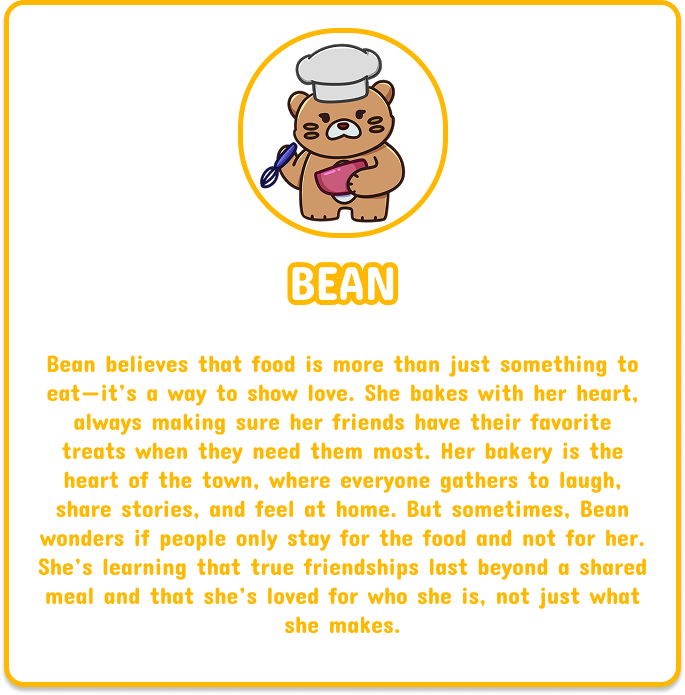 BEAN
Bean believes that food is more than just something to
eat—it's a way to show love. She bakes with her heart,
always making sure her friends have their favorite
treats when they need them most. Her bakery is the
heart of the town, where everyone gathers to laugh,
share stories, and feel at home. But sometimes, Bean
wonders if people only stay for the food and not for her.
She's learning that true friendships last beyond a shared
meal and that she's loved for who she is, not just what
she makes.